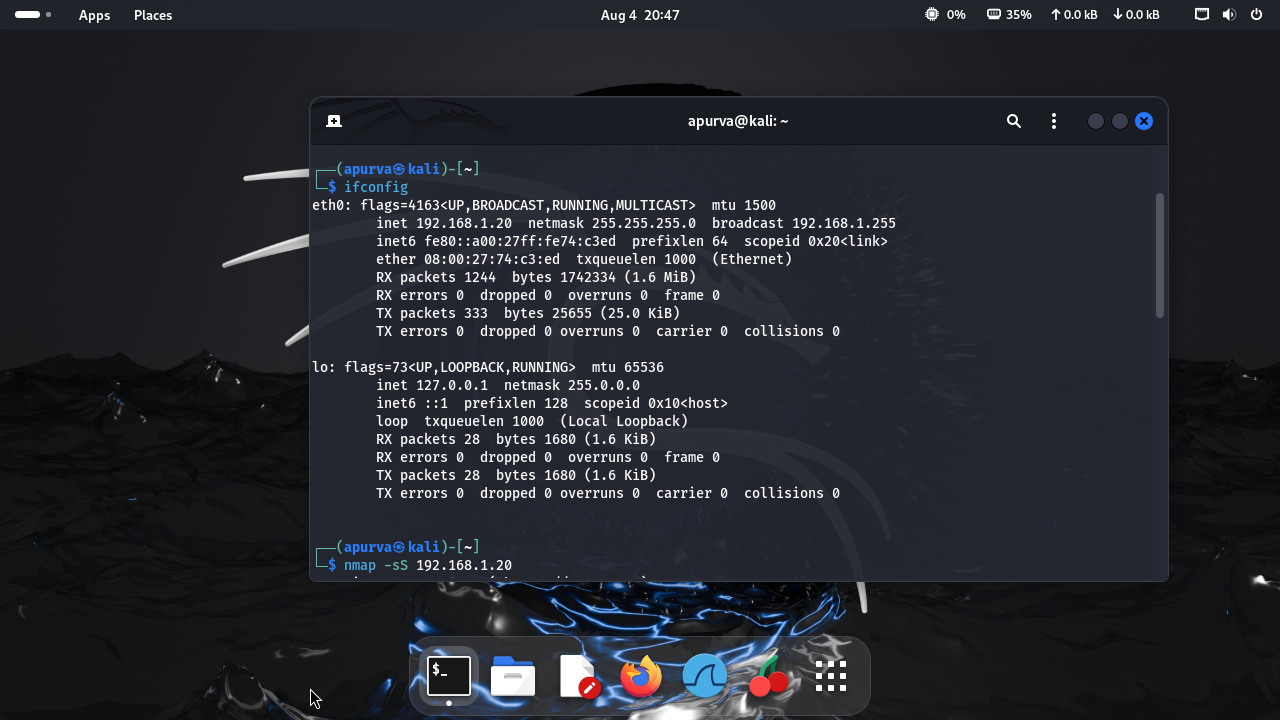 Apps Places Aug 4 20:47 0% 35% ↑ 0.0 kB ↓ 0.0 kB
apurva@kali: ~
┌──(apurva㉿kali)-[~]
└─$ ifconfig
eth0: flags=4163<UP,BROADCAST,RUNNING,MULTICAST>  mtu 1500
        inet 192.168.1.20  netmask 255.255.255.0  broadcast 192.168.1.255
        inet6 fe80::a00:27ff:fe74:c3ed  prefixlen 64  scopeid 0x20<link>
        ether 08:00:27:74:c3:ed  txqueuelen 1000  (Ethernet)
        RX packets 1244  bytes 1742334 (1.6 MiB)
        RX errors 0  dropped 0  overruns 0  frame 0
        TX packets 333  bytes 25655 (25.0 KiB)
        TX errors 0  dropped 0 overruns 0  carrier 0  collisions 0
lo: flags=73<UP,LOOPBACK,RUNNING>  mtu 65536
        inet 127.0.0.1  netmask 255.0.0.0
        inet6 ::1  prefixlen 128  scopeid 0x10<host>
        loop  txqueuelen 1000  (Local Loopback)
        RX packets 28  bytes 1680 (1.6 KiB)
        RX errors 0  dropped 0  overruns 0  frame 0
        TX packets 28  bytes 1680 (1.6 KiB)
        TX errors 0  dropped 0 overruns 0  carrier 0  collisions 0
┌──(apurva㉿kali)-[~]
└─$ nmap -sS 192.168.1.20
$_